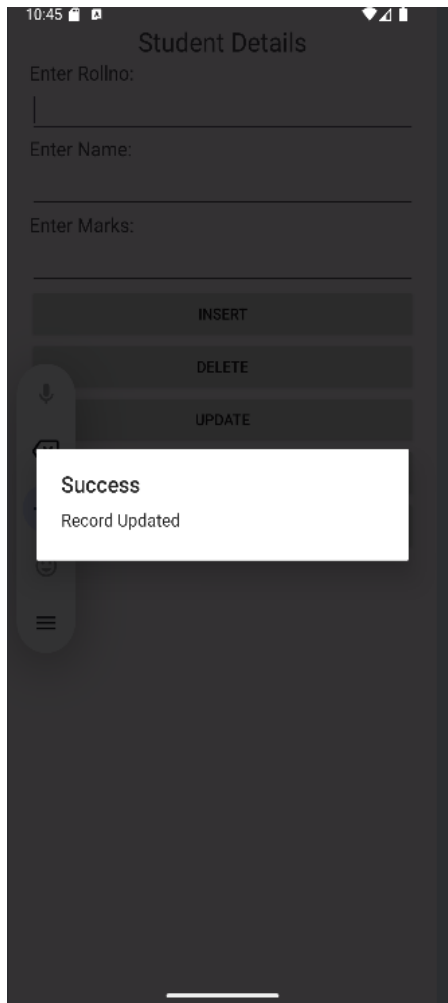 10:45
Student Details
Enter Rollno:
Enter Name:
Enter Marks:
INSERT
DELETE
UPDATE
Success
Record Updated